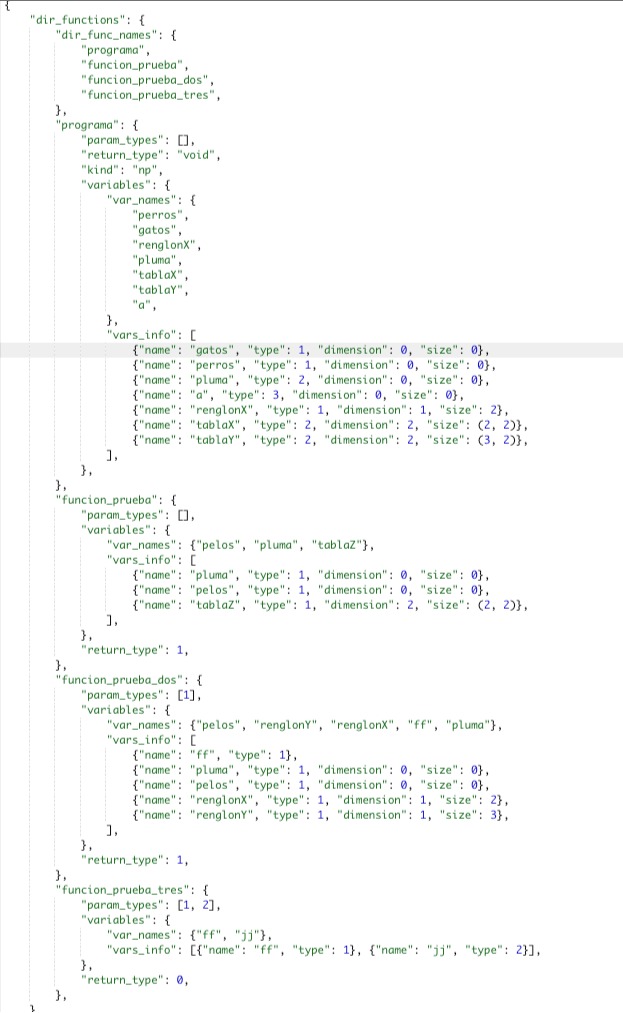 {
    "dir_functions": {
        "dir_func_names": {
            "programa",
            "funcion_prueba",
            "funcion_prueba_dos",
            "funcion_prueba_tres",
        },
        "programa": {
            "param_types": [],
            "return_type": "void",
            "kind": "np",
            "variables": {
                "var_names": {
                    "perros",
                    "gatos",
                    "renglonX",
                    "pluma",
                    "tablaX",
                    "tablaY",
                    "a",
                },
                "vars_info": [
                    {"name": "gatos", "type": 1, "dimension": 0, "size": 0},
                    {"name": "perros", "type": 1, "dimension": 0, "size": 0},
                    {"name": "pluma", "type": 2, "dimension": 0, "size": 0},
                    {"name": "a", "type": 3, "dimension": 0, "size": 0},
                    {"name": "renglonX", "type": 1, "dimension": 1, "size": 2},
                    {"name": "tablaX", "type": 2, "dimension": 2, "size": (2, 2)},
                    {"name": "tablaY", "type": 2, "dimension": 2, "size": (3, 2)},
                ],
            },
        },
        "funcion_prueba": {
            "param_types": [],
            "variables": {
                "var_names": {"pelos", "pluma", "tablaZ"},
                "vars_info": [
                    {"name": "pluma", "type": 1, "dimension": 0, "size": 0},
                    {"name": "pelos", "type": 1, "dimension": 0, "size": 0},
                    {"name": "tablaZ", "type": 1, "dimension": 2, "size": (2, 2)},
                ],
            },
            "return_type": 1,
        },
        "funcion_prueba_dos": {
            "param_types": [1],
            "variables": {
                "var_names": {"pelos", "renglonY", "renglonX", "ff", "pluma"},
                "vars_info": [
                    {"name": "ff", "type": 1},
                    {"name": "pluma", "type": 1, "dimension": 0, "size": 0},
                    {"name": "pelos", "type": 1, "dimension": 0, "size": 0},
                    {"name": "renglonX", "type": 1, "dimension": 1, "size": 2},
                    {"name": "renglonY", "type": 1, "dimension": 1, "size": 3},
                ],
            },
            "return_type": 1,
        },
        "funcion_prueba_tres": {
            "param_types": [1, 2],
            "variables": {
                "var_names": {"ff", "jj"},
                "vars_info": [{"name": "ff", "type": 1}, {"name": "jj", "type": 2}],
            },
            "return_type": 0,
        },
    }